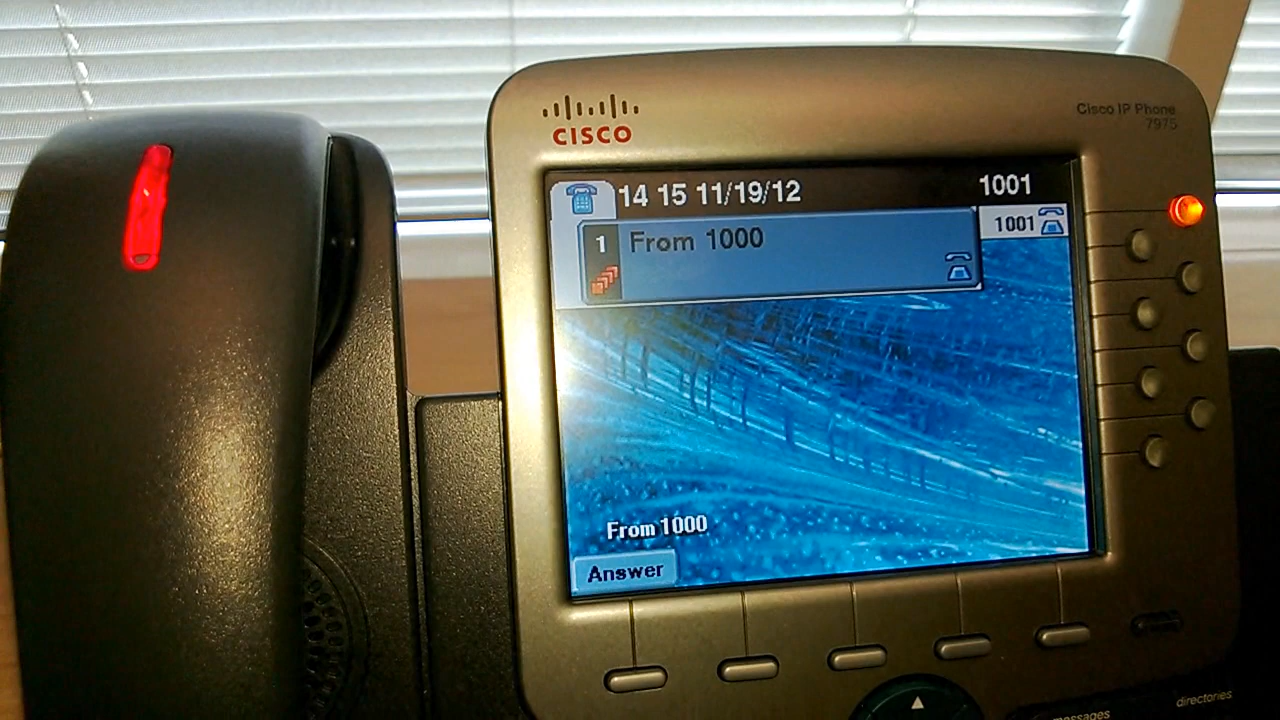 CISCO
Cisco IP Phone
7975
14 15 11/19/12
1001
1001
1
From 1000
From 1000
Answer
messages
directories